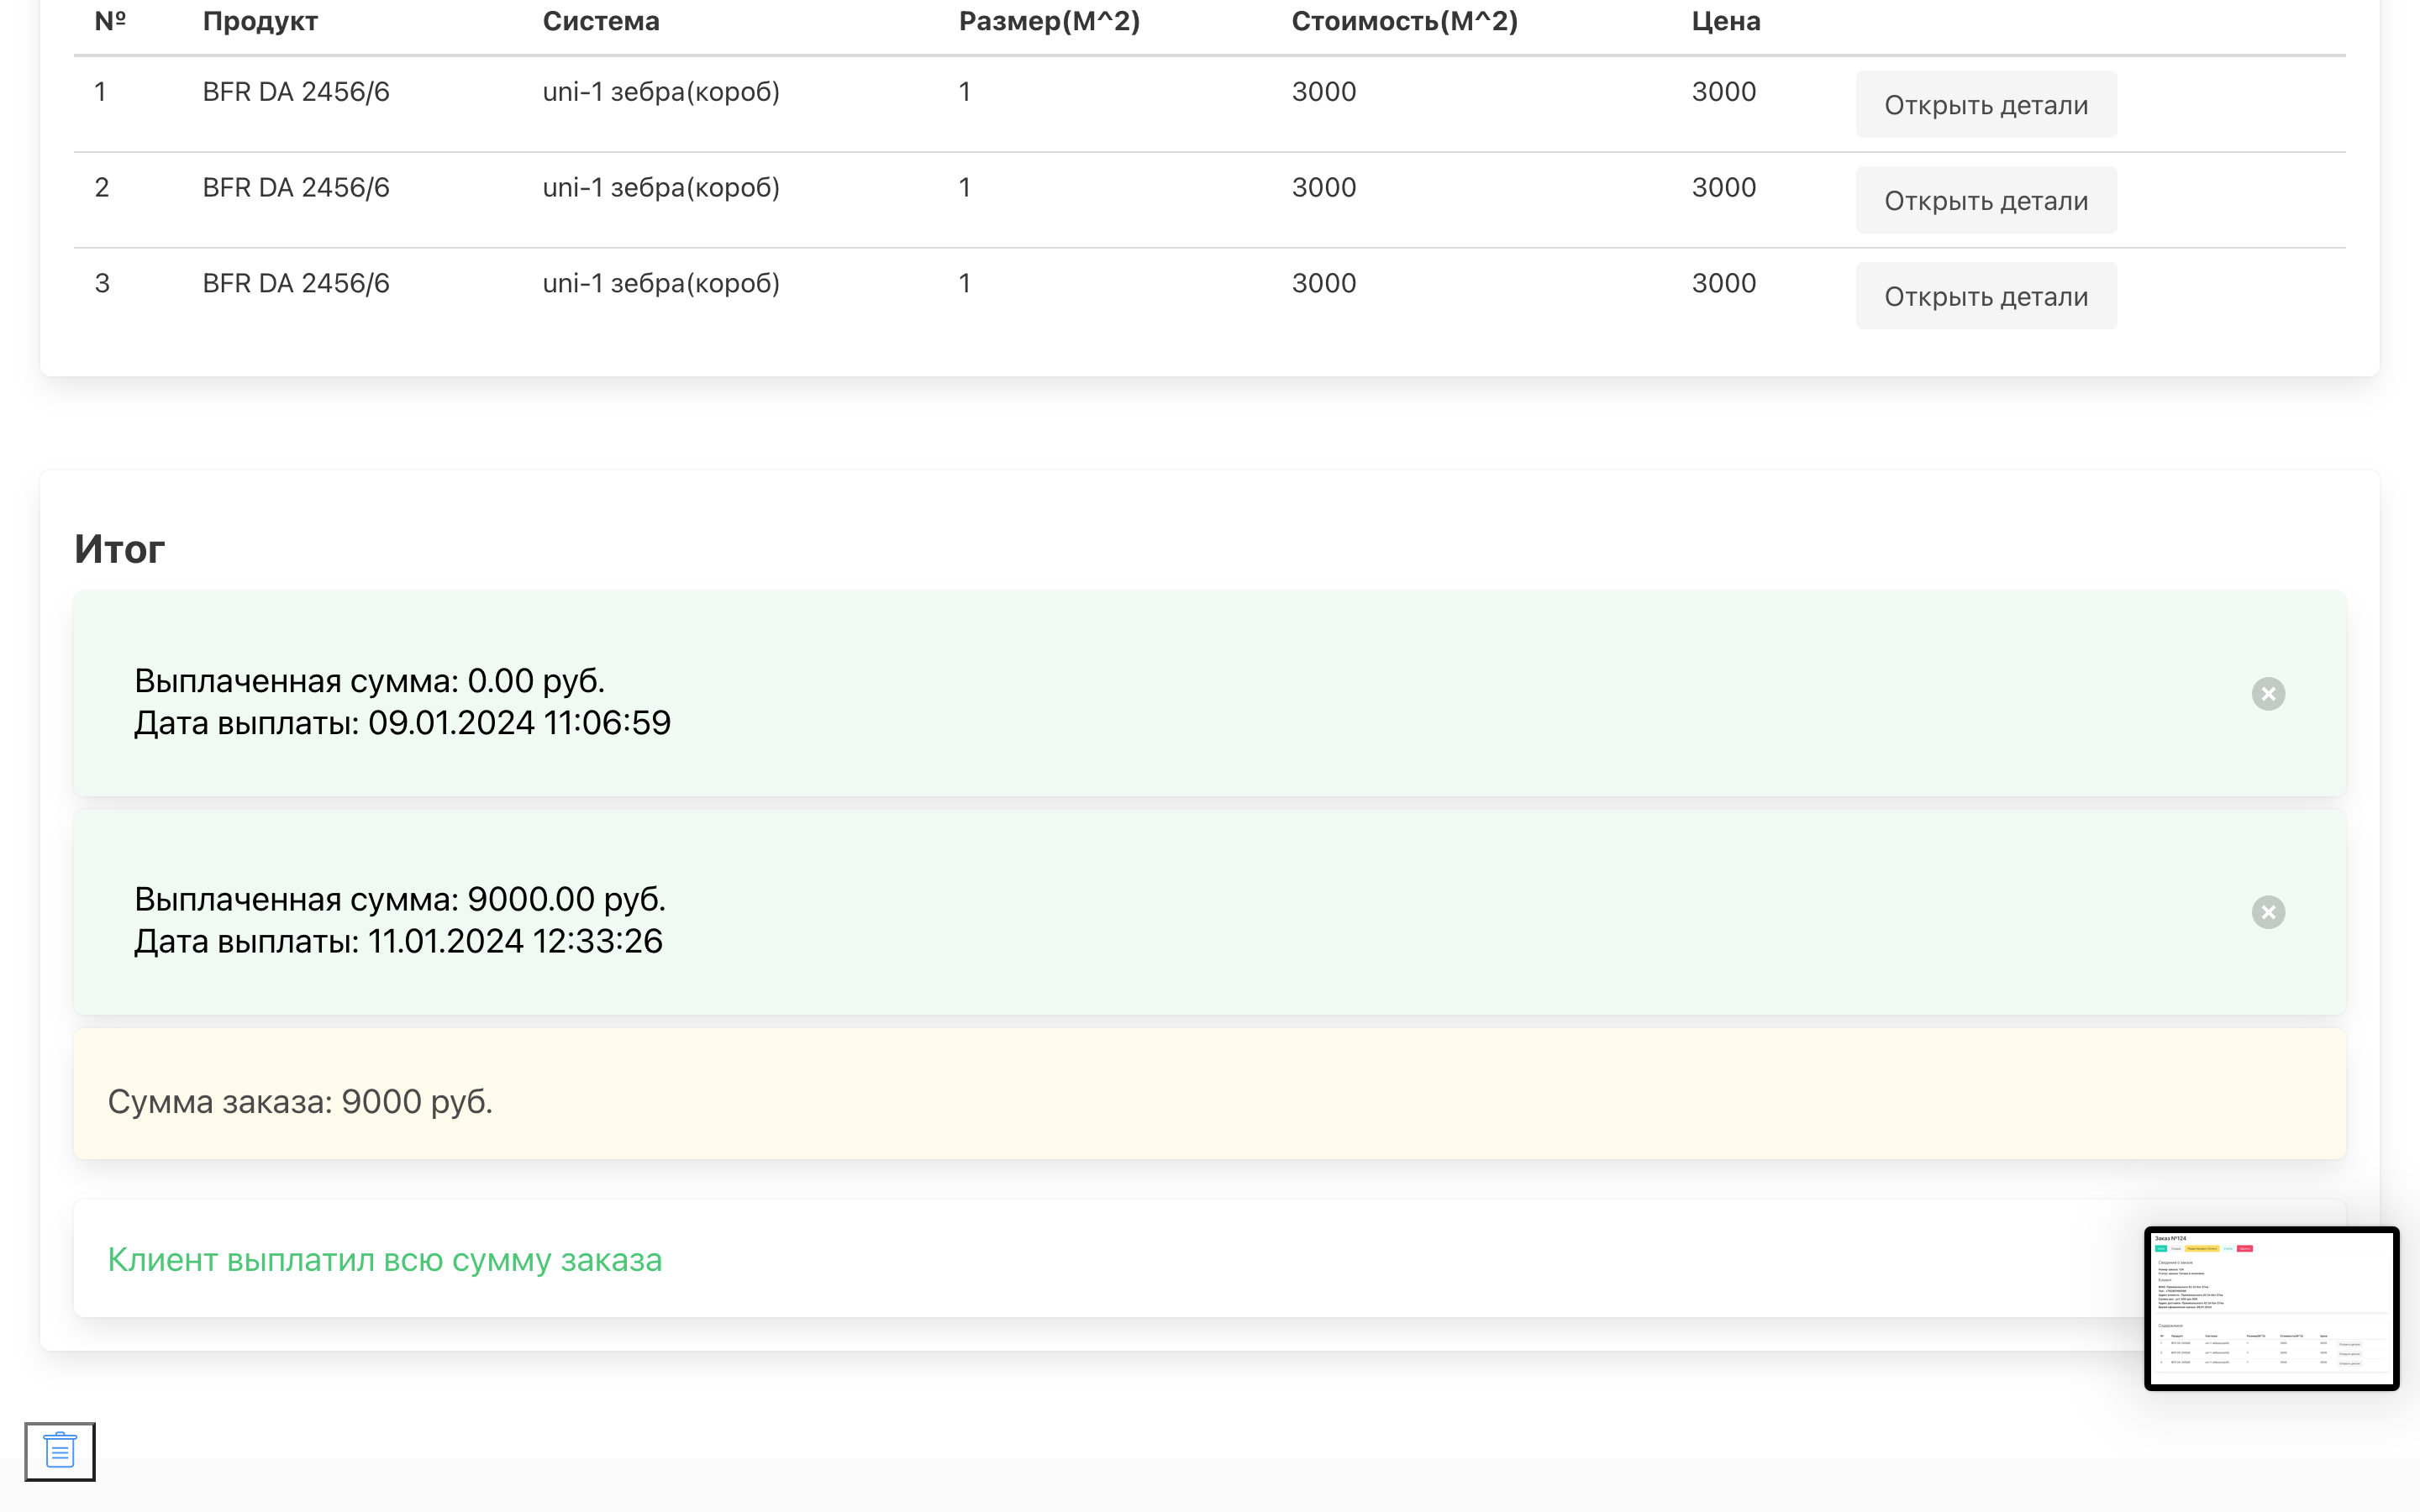 № Продукт Система Размер(М^2) Стоимость(М^2) Цена
1 BFR DA 2456/6 uni-1 зебра(короб) 1 3000 3000 Открыть детали
2 BFR DA 2456/6 uni-1 зебра(короб) 1 3000 3000 Открыть детали
3 BFR DA 2456/6 uni-1 зебра(короб) 1 3000 3000 Открыть детали
Итог
Выплаченная сумма: 0.00 руб.
Дата выплаты: 09.01.2024 11:06:59
Выплаченная сумма: 9000.00 руб.
Дата выплаты: 11.01.2024 12:33:26
Сумма заказа: 9000 руб.
Клиент выплатил всю сумму заказа
Заказ №124